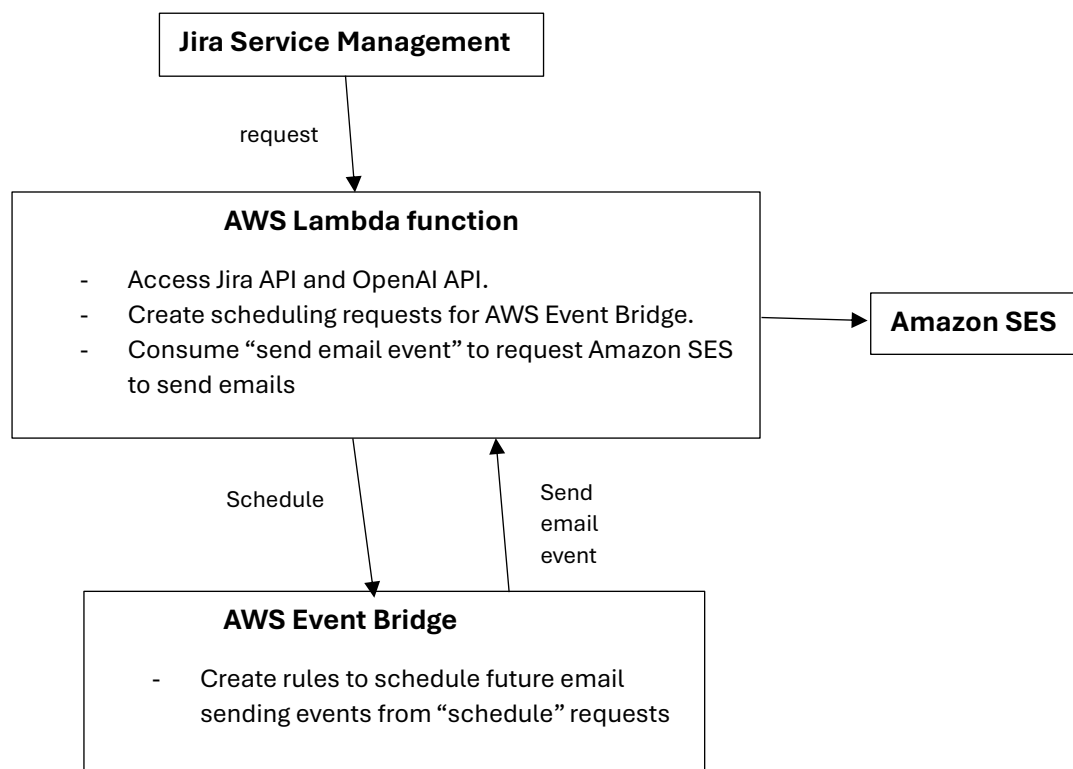 Jira Service Management
request
AWS Lambda function
- Access Jira API and OpenAI API.
- Create scheduling requests for AWS Event Bridge.
- Consume “send email event” to request Amazon SES
to send emails
Amazon SES
Schedule
Send
email
event
AWS Event Bridge
- Create rules to schedule future email
sending events from “schedule” requests